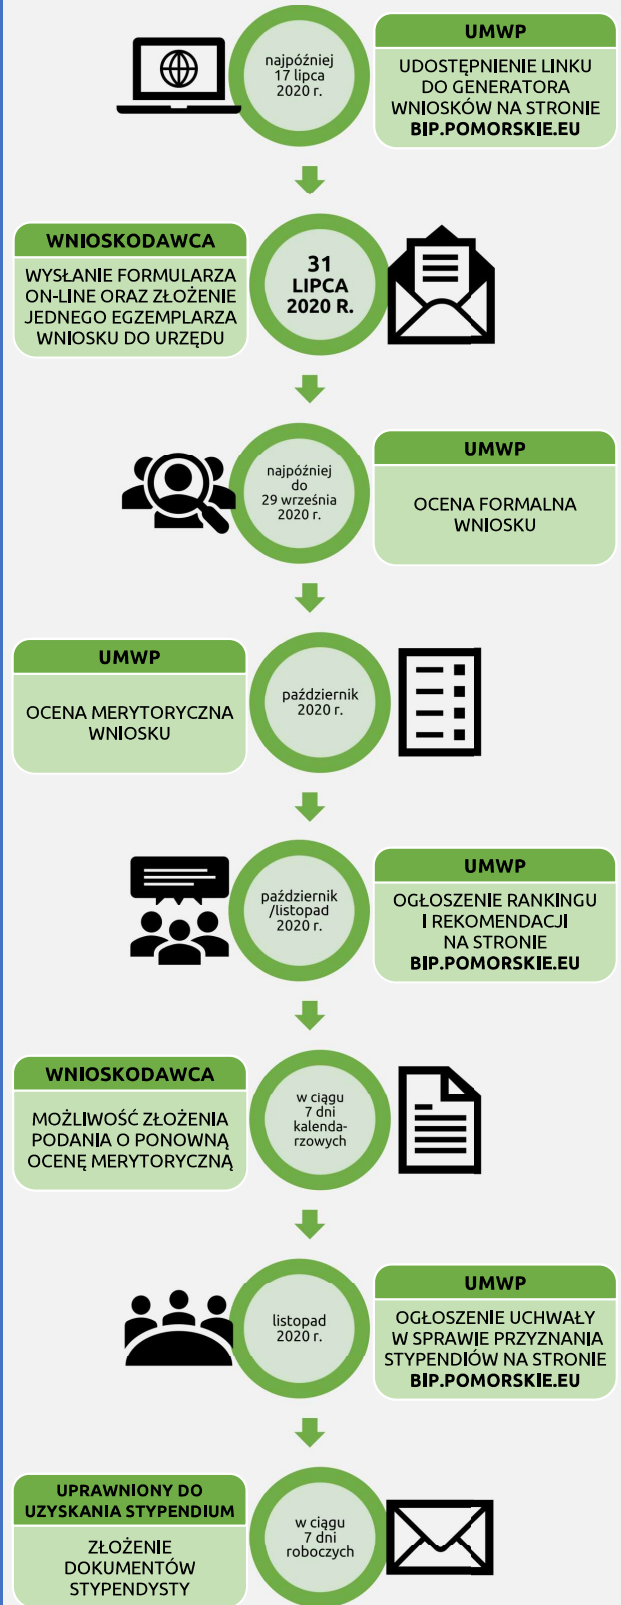 najpóźniej
17 lipca
2020 r.
UMWP
UDOSTĘPNIENIE LINKU
DO GENERATORA
WNIOSKÓW NA STRONIE
BIP.POMORSKIE.EU
WNIOSKODAWCA
WYSŁANIE FORMULARZA
ON-LINE ORAZ ZŁOŻENIE
JEDNEGO EGZEMPLARZA
WNIOSKU DO URZĘDU
31
LIPCA
2020 R.
najpóźniej
do
29 września
2020 r.
UMWP
OCENA FORMALNA
WNIOSKU
UMWP
OCENA MERYTORYCZNA
WNIOSKU
październik
2020 r.
październik
/listopad
2020 r.
UMWP
OGŁOSZENIE RANKINGU
I REKOMENDACJI
NA STRONIE
BIP.POMORSKIE.EU
WNIOSKODAWCA
MOŻLIWOŚĆ ZŁOŻENIA
PODANIA O PONOWNĄ
OCENĘ MERYTORYCZNĄ
w ciągu
7 dni
kalenda-
rzowych
listopad
2020 r.
UMWP
OGŁOSZENIE UCHWAŁY
W SPRAWIE PRZYZNANIA
STYPENDIÓW NA STRONIE
BIP.POMORSKIE.EU
UPRAWNIONY DO
UZYSKANIA STYPENDIUM
ZŁOŻENIE
DOKUMENTÓW
STYPENDYSTY
w ciągu
7 dni
roboczych